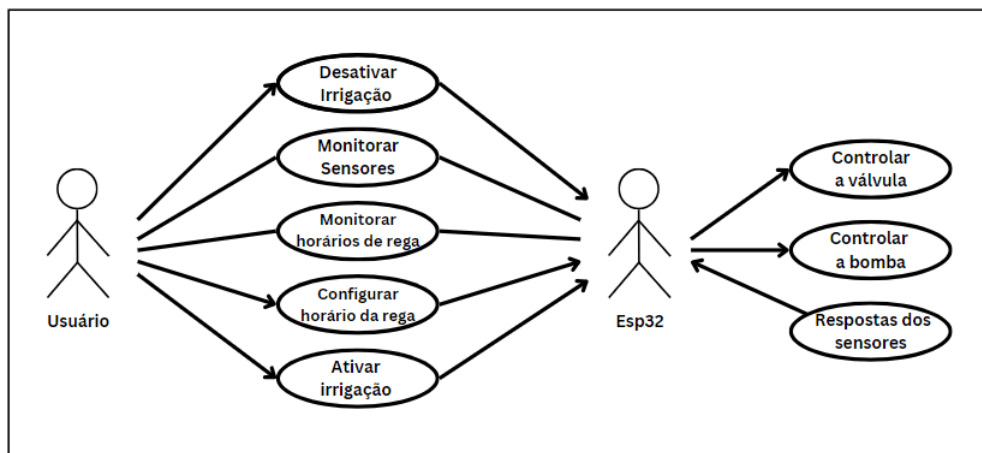 Desativar
Irrigação
Monitorar
Sensores
Monitorar
horários de rega
Configurar
horário da rega
Ativar
irrigação
Usuário
Esp32
Controlar
a válvula
Controlar
a bomba
Respostas dos
sensores